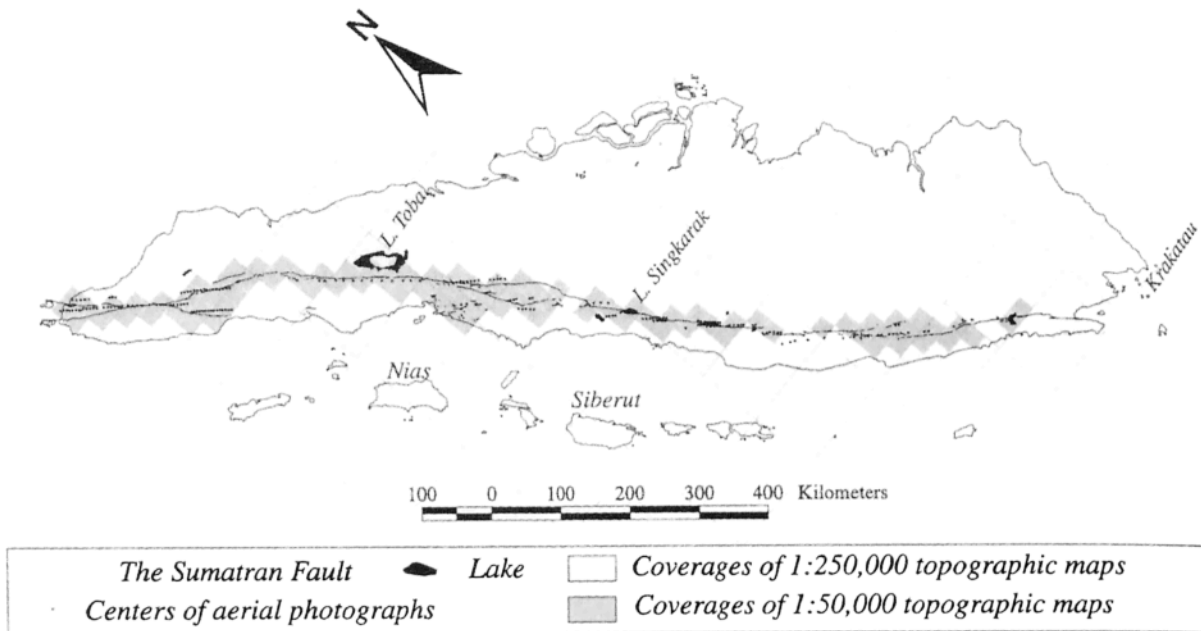 N
L. Toba
L. Singkarak
Krakatau
Nias
Siberut
100 0 100 200 300 400 Kilometers
The Sumatran Fault Lake Coverages of 1:250,000 topographic maps
Centers of aerial photographs Coverages of 1:50,000 topographic maps